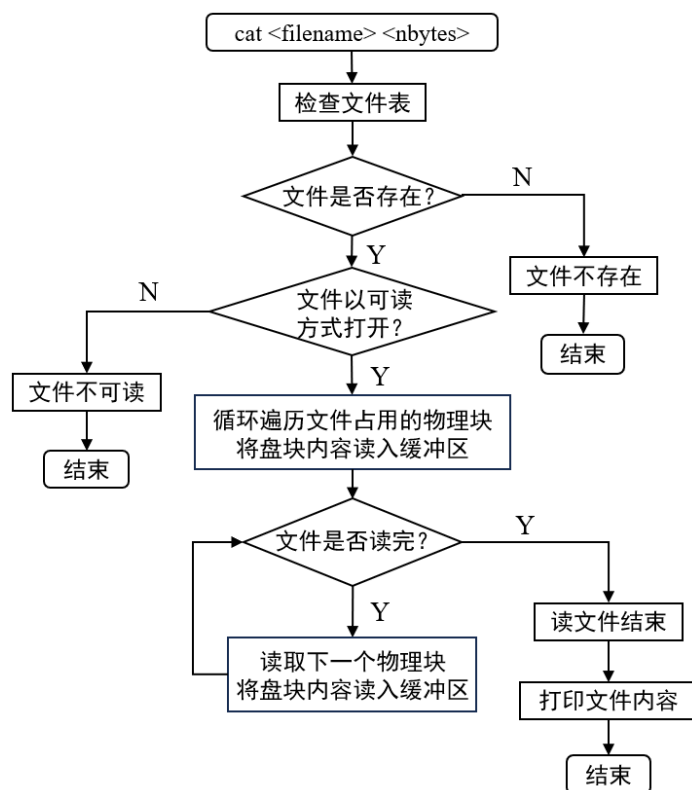 cat <filename> <nbytes>
检查文件表
文件是否存在?
N
Y
文件不存在
结束
文件以可读
方式打开?
N
Y
文件不可读
结束
循环遍历文件占用的物理块
将盘块内容读入缓冲区
文件是否读完?
Y
Y
读取下一个物理块
将盘块内容读入缓冲区
读文件结束
打印文件内容
结束